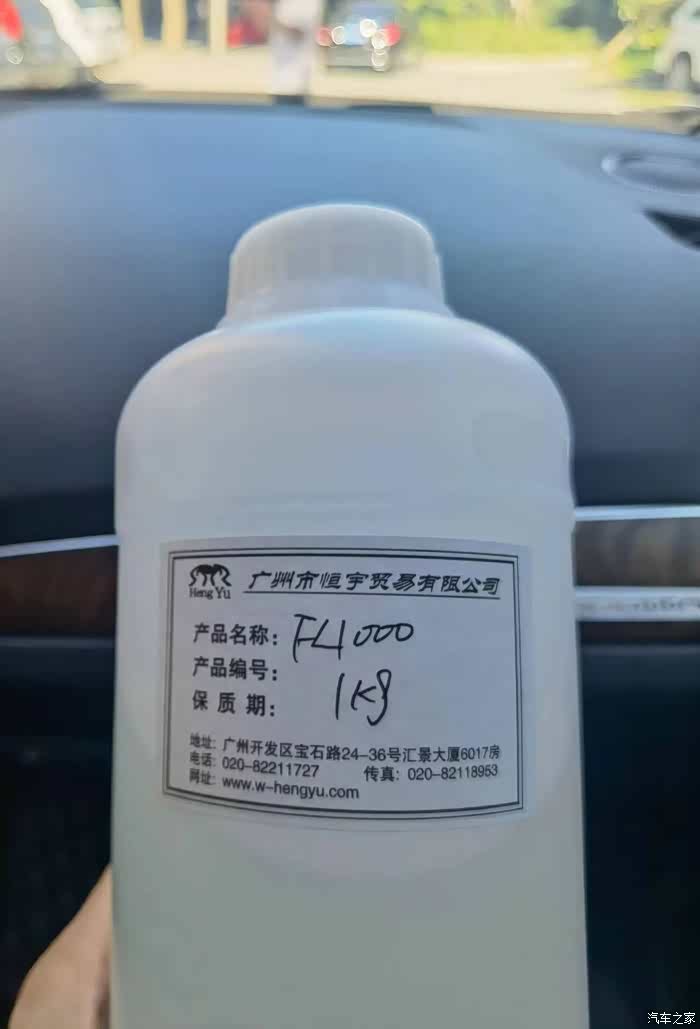 Heng Yu 广州市恒宇贸易有限公司
产品名称：F4000
产品编号：
保质期：1Kg
地址：广州开发区宝石路24-36号汇景大厦6017房
电话：020-82211727 传真：020-82118953
网址：www.w-hengyu.com
汽车之家